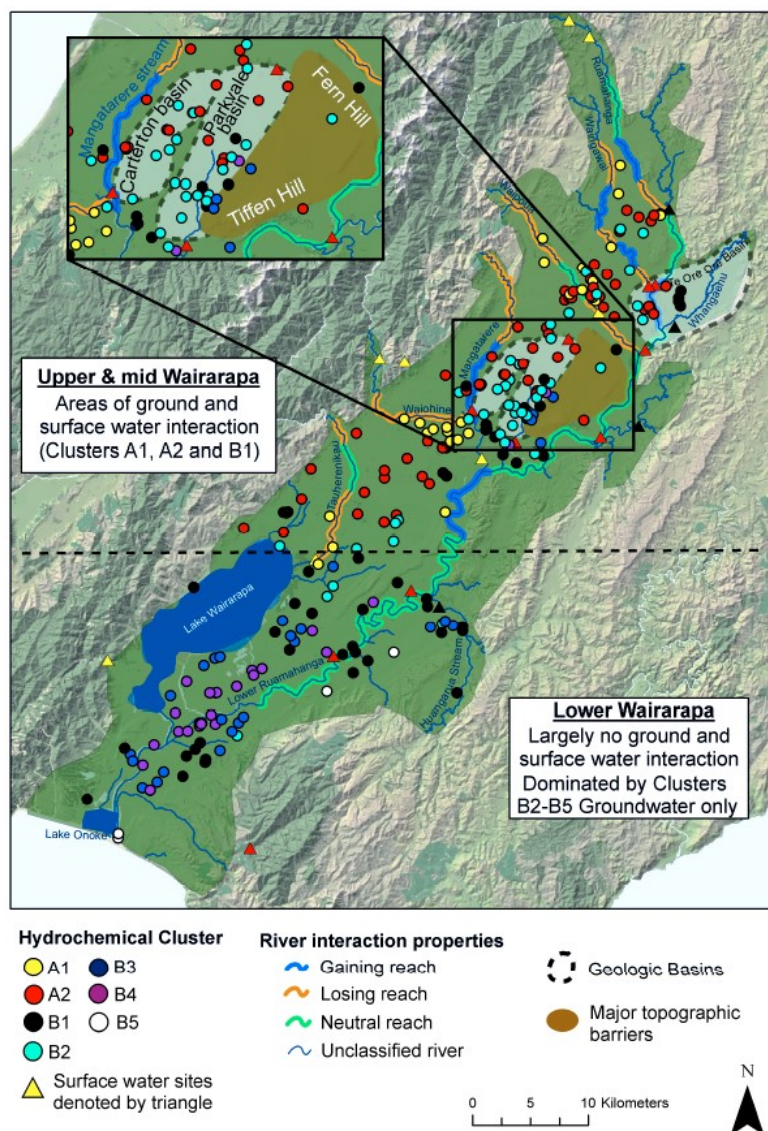 Mangatarere stream
Carterton basin
Parkvale basin
Fern Hill
Tiffen Hill
Ruamahanga
Waingawa
Waipoua
Te Ore Ore Basin
Whangaehu
Mangatarere
Waiohine
Tauherenikau
Upper & mid Wairarapa
Areas of ground and
surface water interaction
(Clusters A1, A2 and B1)
Lake Wairarapa
Lower Ruamahanga
Huangarua Stream
Lower Wairarapa
Largely no ground and
surface water interaction
Dominated by Clusters
B2-B5 Groundwater only
Lake Onoke
Hydrochemical Cluster
A1
A2
B1
B2
B3
B4
B5
Surface water sites
denoted by triangle
River interaction properties
Gaining reach
Losing reach
Neutral reach
Unclassified river
Geologic Basins
Major topographic
barriers
0 5 10 Kilometers
N